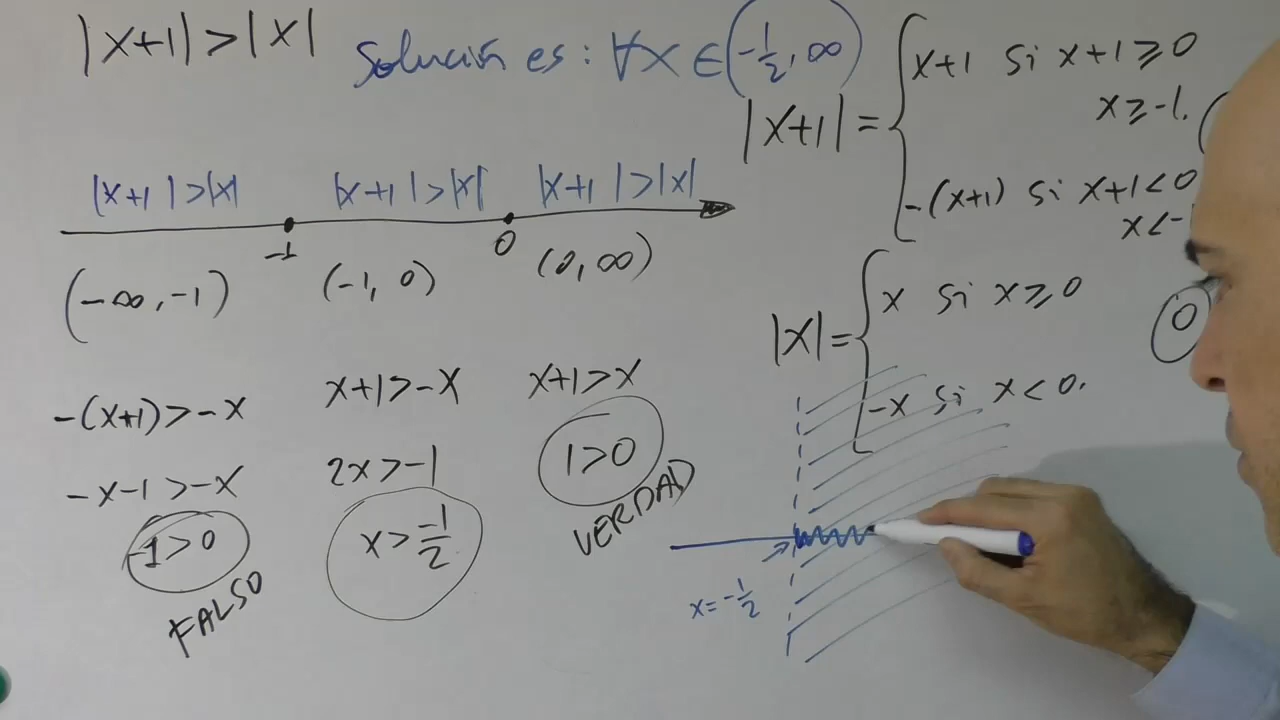 |x+1|>|x|
Solución es: ∀x ∈ (-1/2, ∞)
|x+1|= { x+1 si x+1 ≥ 0
x ≥ -1.
-(x+1) si x+1 < 0
x < -
|x+1|>|x| |x+1|>|x| |x+1|>|x|
-1 0
(-∞, -1) (-1, 0) (0, ∞)
|x|= { x si x ≥ 0
-x si x < 0.
0
-(x+1) > -x
-x-1 > -x
-1 > 0
FALSO
x+1 > -x
2x > -1
x > -1/2
x+1 > x
1 > 0
VERDAD
x = -1/2